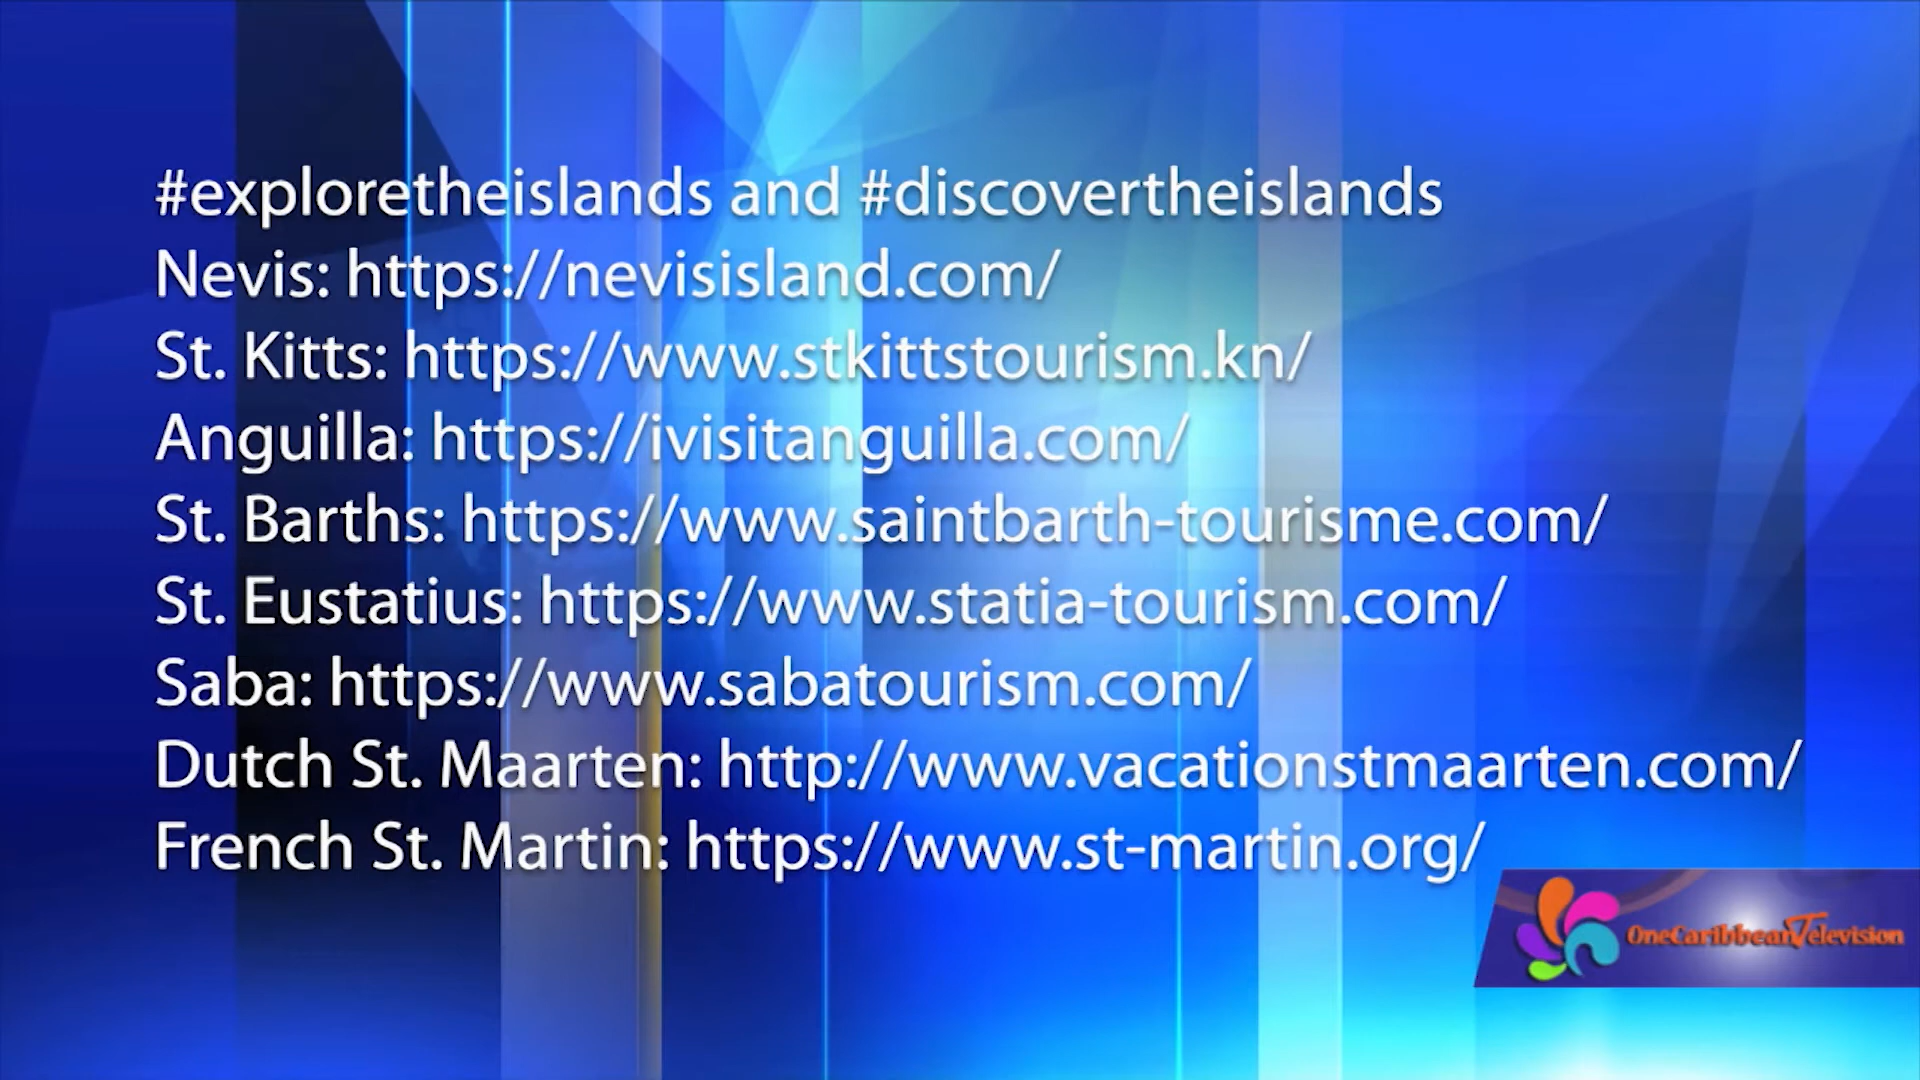 #exploretheislands and #discovertheislands
Nevis: https://nevisisland.com/
St. Kitts: https://www.stkittstourism.kn/
Anguilla: https://ivisitanguilla.com/
St. Barths: https://www.saintbarth-tourisme.com/
St. Eustatius: https://www.statia-tourism.com/
Saba: https://www.sabatourism.com/
Dutch St. Maarten: http://www.vacationstmaarten.com/
French St. Martin: https://www.st-martin.org/
OneCaribbeanTelevision